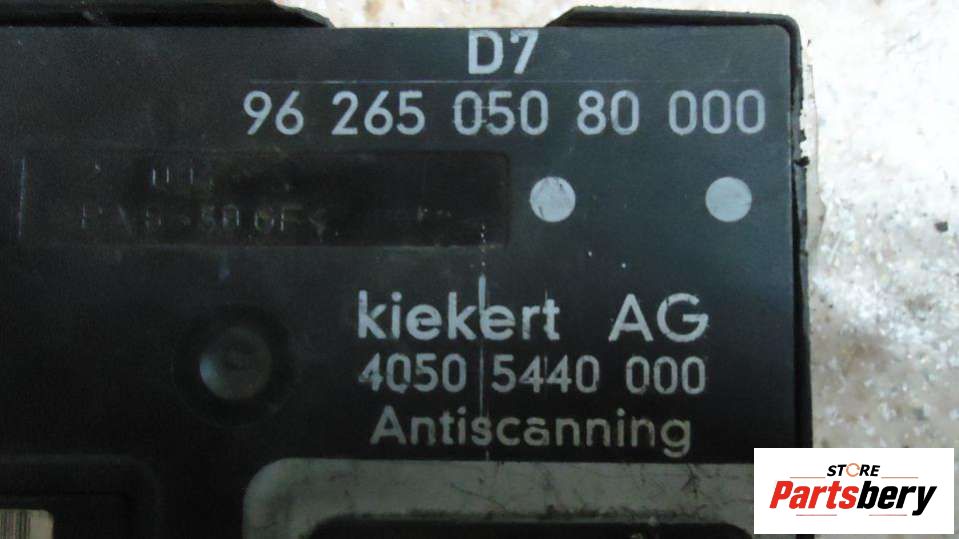 D7
96 265 050 80 000
kiekert AG
4050 5440 000
Antiscanning
STORE
Partsbery